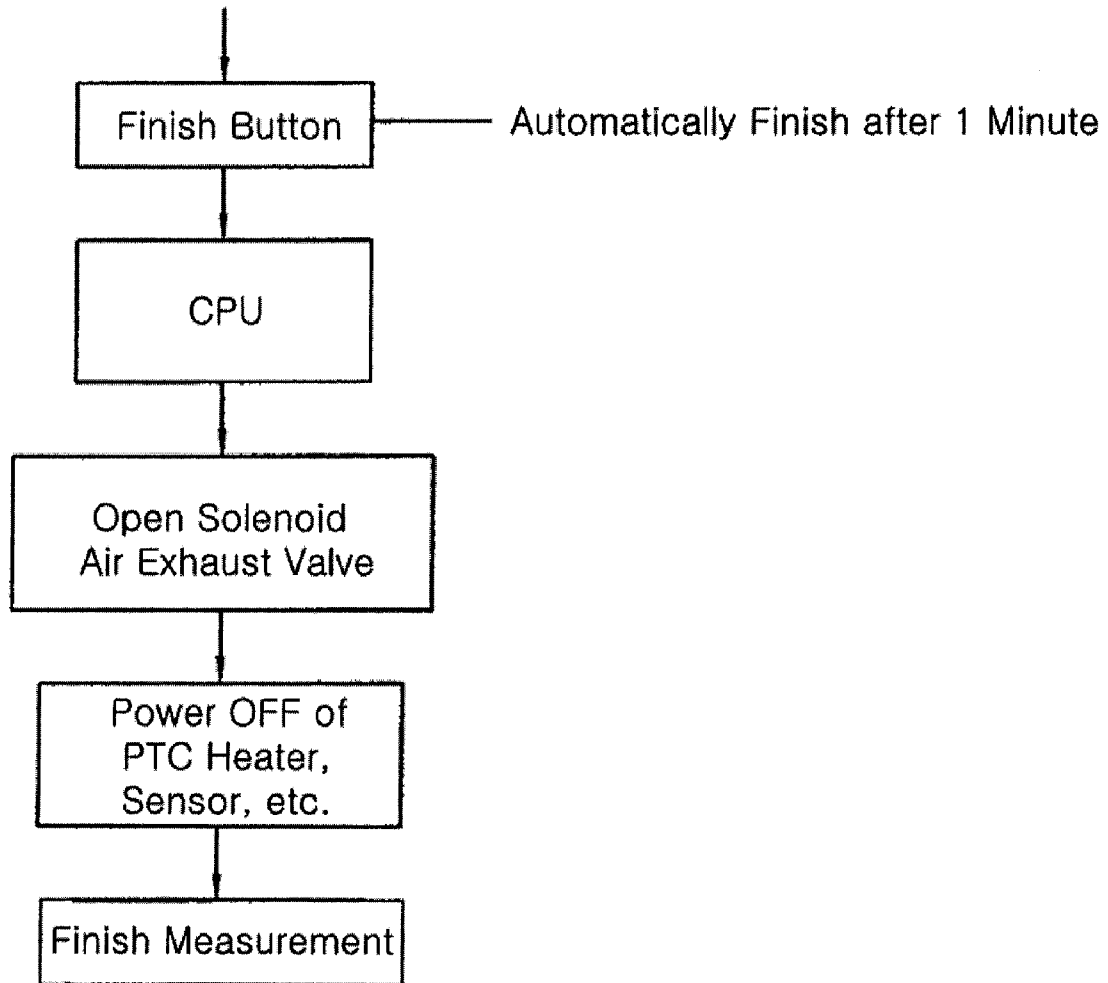 Finish Button
Automatically Finish after 1 Minute
CPU
Open Solenoid
Air Exhaust Valve
Power OFF of
PTC Heater,
Sensor, etc.
Finish Measurement